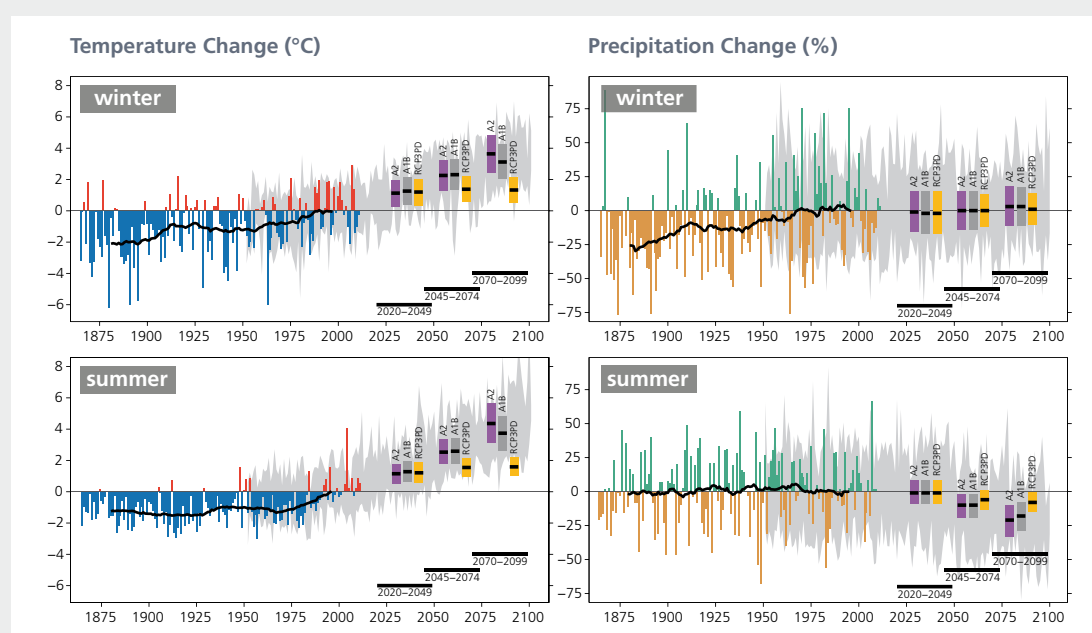 Temperature Change (°C)
Precipitation Change (%)
winter
8
6
4
2
0
−2
−4
−6
A2
A1B
RCP3PD
A2
A1B
RCP3PD
A2
A1B
RCP3PD
2070–2099
2045–2074
2020–2049
1875 1900 1925 1950 1975 2000 2025 2050 2075 2100
winter
75
50
25
0
−25
−50
−75
A2
A1B
RCP3PD
A2
A1B
RCP3PD
A2
A1B
RCP3PD
2070–2099
2045–2074
2020–2049
1875 1900 1925 1950 1975 2000 2025 2050 2075 2100
summer
8
6
4
2
0
−2
−4
−6
A2
A1B
RCP3PD
A2
A1B
RCP3PD
A2
A1B
RCP3PD
2070–2099
2045–2074
2020–2049
1875 1900 1925 1950 1975 2000 2025 2050 2075 2100
summer
75
50
25
0
−25
−50
−75
A2
A1B
RCP3PD
A2
A1B
RCP3PD
A2
A1B
RCP3PD
2070–2099
2045–2074
2020–2049
1875 1900 1925 1950 1975 2000 2025 2050 2075 2100